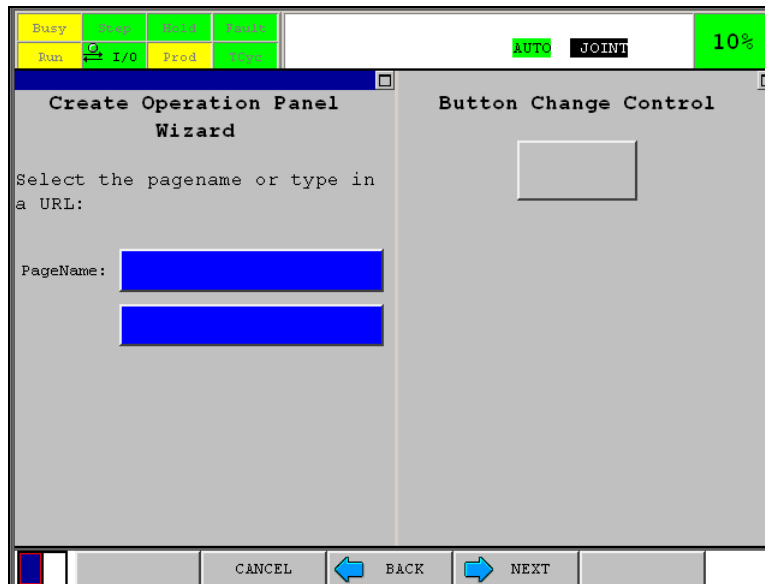 Busy Step Hold Fault
Run I/O Prod TCyc
AUTO JOINT
10%
Create Operation Panel
Wizard
Select the pagename or type in
a URL:
PageName:
Button Change Control
CANCEL BACK NEXT